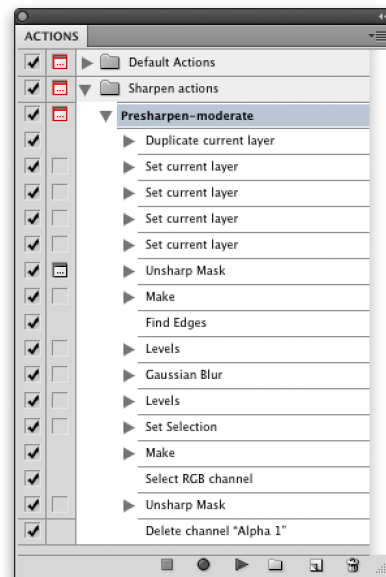 ACTIONS
Default Actions
Sharpen actions
Presharpen-moderate
Duplicate current layer
Set current layer
Set current layer
Set current layer
Set current layer
Unsharp Mask
Make
Find Edges
Levels
Gaussian Blur
Levels
Set Selection
Make
Select RGB channel
Unsharp Mask
Delete channel “Alpha 1”